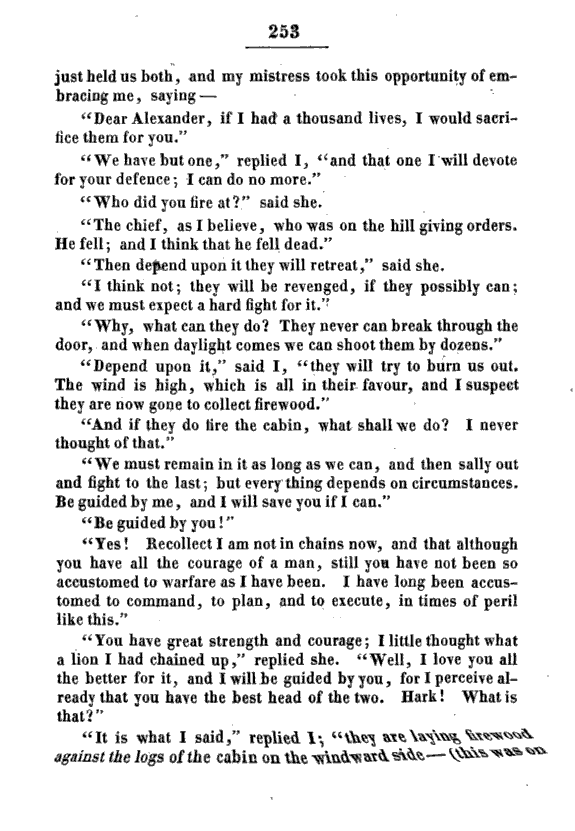 253
just held us both, and my mistress took this opportunity of em-
bracing me, saying—
"Dear Alexander, if I had a thousand lives, I would sacri-
fice them for you."
"We have but one," replied I, "and that one I will devote
for your defence; I can do no more."
"Who did you fire at?" said she.
"The chief, as I believe, who was on the hill giving orders.
He fell; and I think that he fell dead."
"Then depend upon it they will retreat," said she.
"I think not; they will be revenged, if they possibly can;
and we must expect a hard fight for it."
"Why, what can they do? They never can break through the
door, and when daylight comes we can shoot them by dozens."
"Depend upon it," said I, "they will try to burn us out.
The wind is high, which is all in their favour, and I suspect
they are now gone to collect firewood."
"And if they do fire the cabin, what shall we do? I never
thought of that."
"We must remain in it as long as we can, and then sally out
and fight to the last; but every thing depends on circumstances.
Be guided by me, and I will save you if I can."
"Be guided by you!"
"Yes! Recollect I am not in chains now, and that although
you have all the courage of a man, still you have not been so
accustomed to warfare as I have been. I have long been accus-
tomed to command, to plan, and to execute, in times of peril
like this."
"You have great strength and courage; I little thought what
a lion I had chained up," replied she. "Well, I love you all
the better for it, and I will be guided by you, for I perceive al-
ready that you have the best head of the two. Hark! What is
that?"
"It is what I said," replied I; "they are laying firewood
against the logs of the cabin on the windward side—(this was on